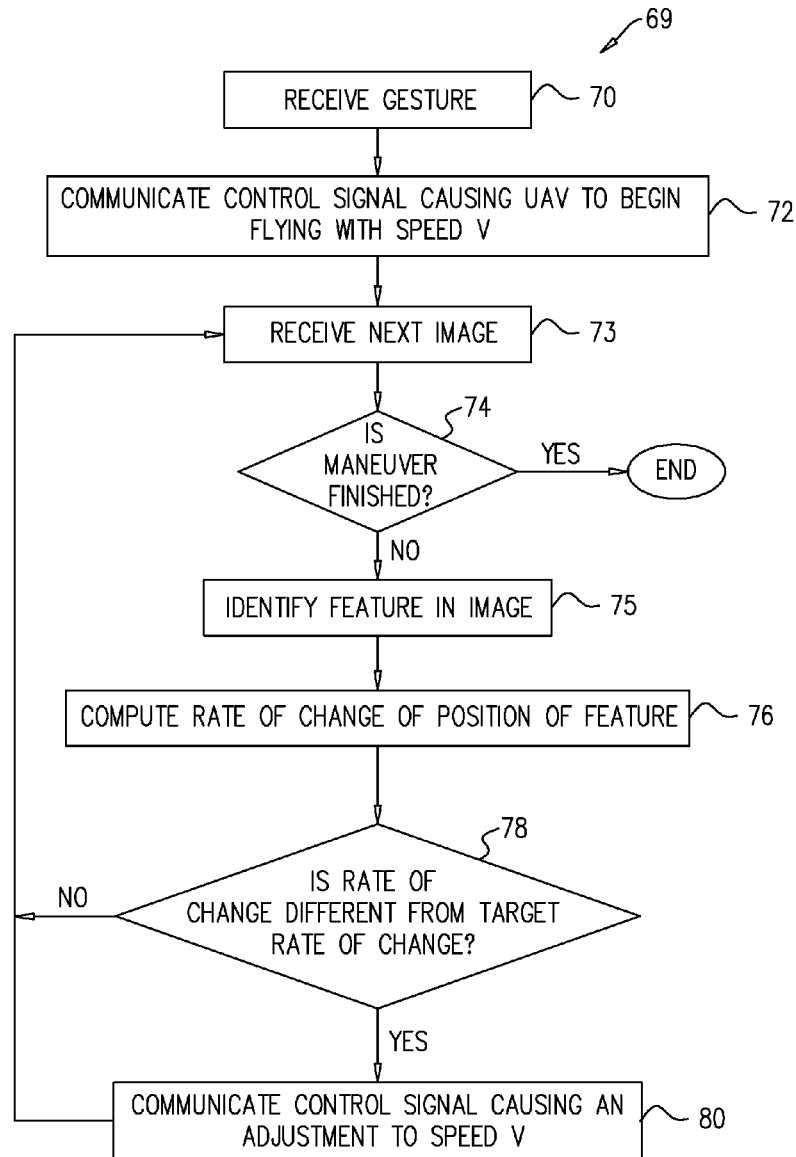 69
RECEIVE GESTURE
70
COMMUNICATE CONTROL SIGNAL CAUSING UAV TO BEGIN
FLYING WITH SPEED V
72
RECEIVE NEXT IMAGE
73
74
IS
MANEUVER
FINISHED?
YES
END
NO
IDENTIFY FEATURE IN IMAGE
75
COMPUTE RATE OF CHANGE OF POSITION OF FEATURE
76
78
IS RATE OF
CHANGE DIFFERENT FROM TARGET
RATE OF CHANGE?
NO
YES
COMMUNICATE CONTROL SIGNAL CAUSING AN
ADJUSTMENT TO SPEED V
80